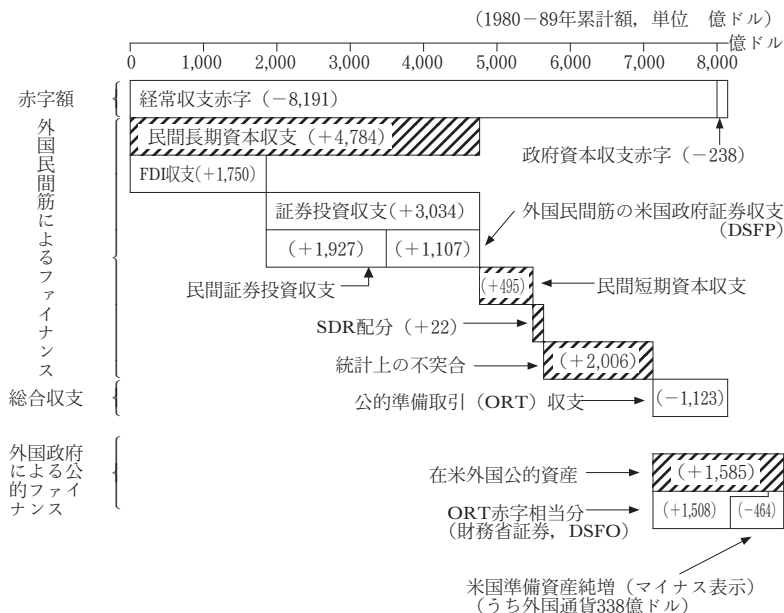 (1980－89年累計額，単位　億ドル)
0 1,000 2,000 3,000 4,000 5,000 6,000 7,000 8,000 億ドル
赤字額
経常収支赤字（－8,191）
政府資本収支赤字（－238）
外国民間筋によるファイナンス
民間長期資本収支（＋4,784）
FDI収支(＋1,750)
証券投資収支(＋3,034)
外国民間筋の米国政府証券収支
(DSFP)
（＋1,927） （＋1,107）
民間証券投資収支
(＋495)
民間短期資本収支
SDR配分（＋22）
統計上の不突合
（＋2,006）
総合収支
公的準備取引（ORT）収支
(－1,123)
外国政府
による公
的ファイ
ナンス
在米外国公的資産
（＋1,585）
ORT赤字相当分
(財務省証券，DSFO)
(＋1,508) (－464)
米国準備資産純増（マイナス表示）
（うち外国通貨338億ドル）